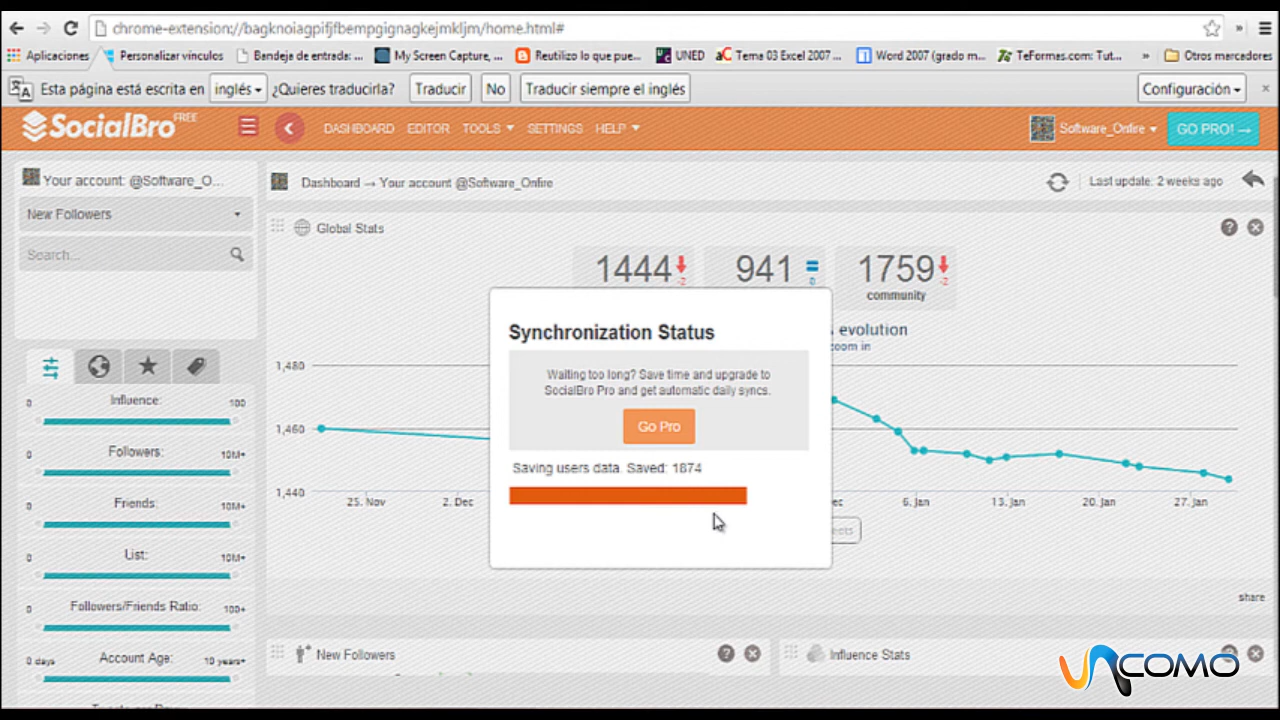 chrome-extension://bagknoiagpifjfbempgignagkejmkljm/home.html#
Aplicaciones Personalizar vínculos Bandeja de entrada: ... My Screen Capture, ... Reutilizo lo que pue... UNED Tema 03 Excel 2007 ... Word 2007 (grado m... TeFormas.com: Tut... » Otros marcadores
Esta página está escrita en inglés ¿Quieres traducirla? Traducir No Traducir siempre el inglés Configuración ×
SocialBro FREE DASHBOARD EDITOR TOOLS SETTINGS HELP Software_Onfire GO PRO! →
Your account: @Software_O...
Dashboard → Your account @Software_Onfire Last update: 2 weeks ago
New Followers
Global Stats
Search...
1444 -2 941 0 1759 -2
community
Synchronization Status
evolution
zoom in
Waiting too long? Save time and upgrade to
SocialBro Pro and get automatic daily syncs.
Go Pro
Saving users data. Saved: 1874
1,480
1,460
1,440
25. Nov 2. Dec ec 6. Jan 13. Jan 20. Jan 27. Jan
eets
share
0 Influence: 100
0 Followers: 10M+
0 Friends: 10M+
0 List: 10M+
0 Followers/Friends Ratio: 100+
0 days Account Age: 10 years+
New Followers
Influence Stats
UNCOMO